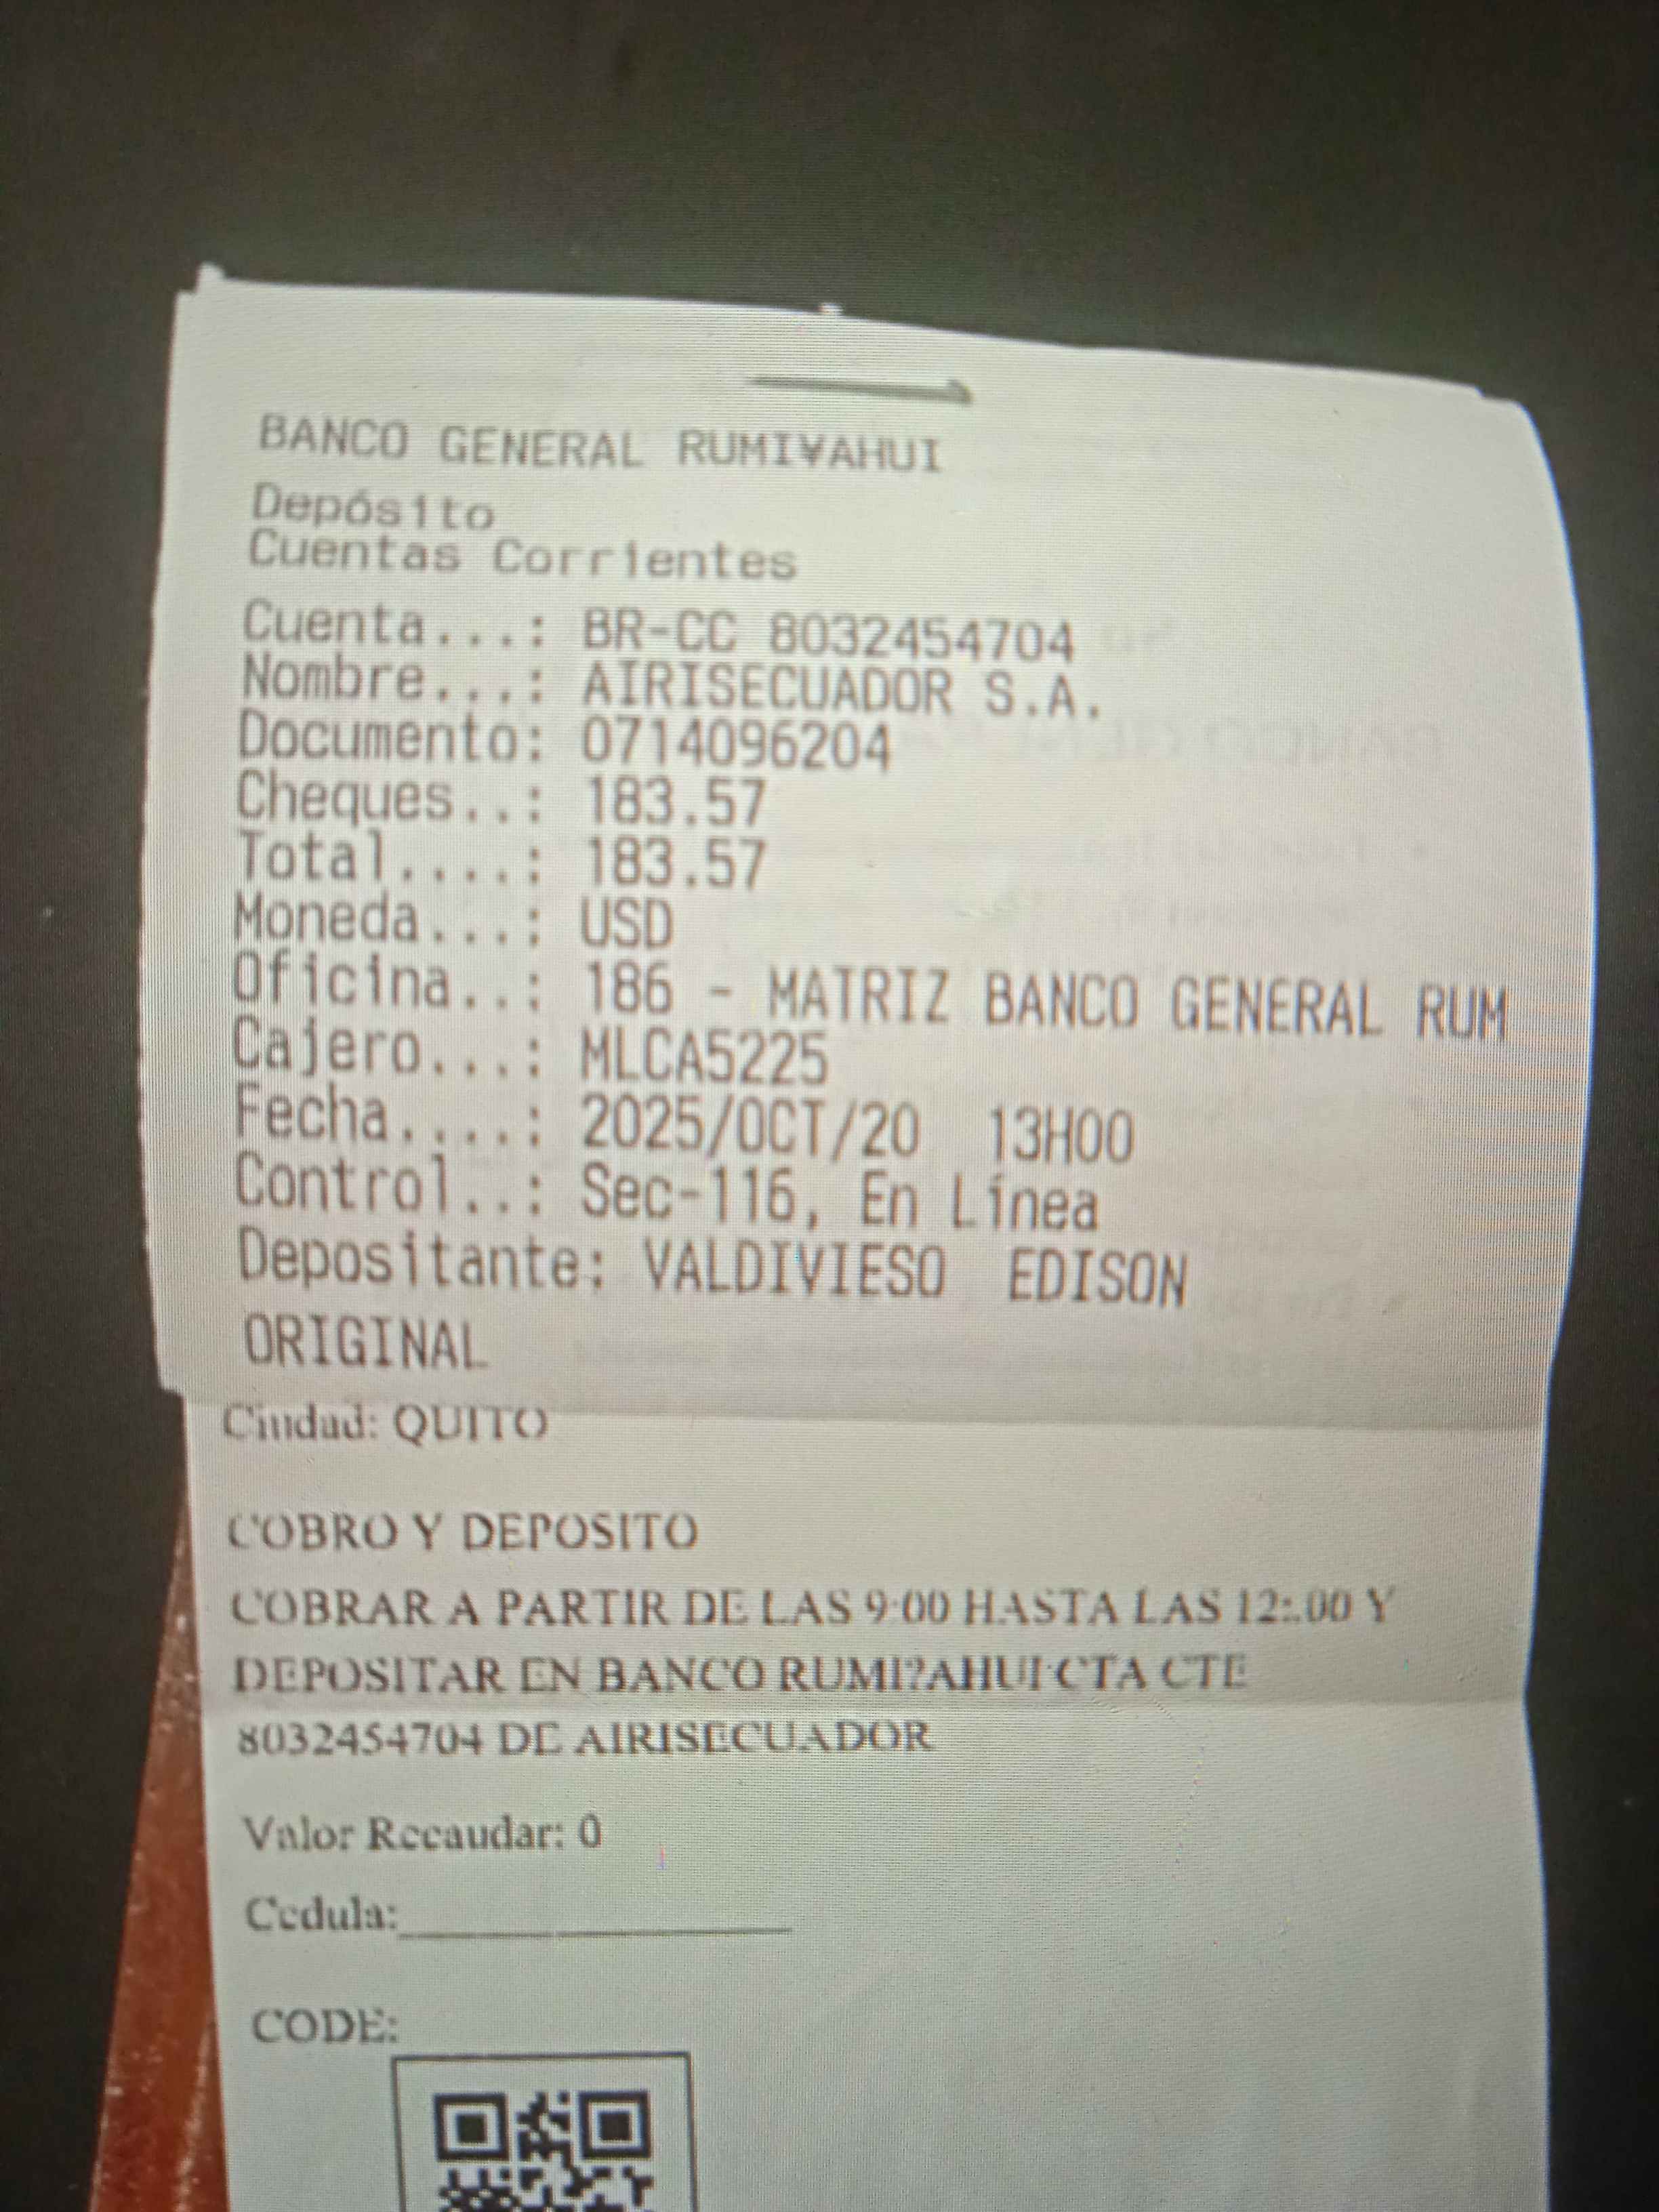 BANCO GENERAL RUMI¥AHUI
Depósito
Cuentas Corrientes
Cuenta...: BR-CC 8032454704
Nombre...: AIRISECUADOR S.A.
Documento: 0714096204
Cheques..: 183.57
Total....: 183.57
Moneda...: USD
Oficina..: 186 - MATRIZ BANCO GENERAL RUM
Cajero...: MLCA5225
Fecha....: 2025/OCT/20 13H00
Control..: Sec-116, En Línea
Depositante: VALDIVIESO EDISON
ORIGINAL
Ciudad: QUITO
COBRO Y DEPOSITO
COBRAR A PARTIR DE LAS 9:00 HASTA LAS 12:.00 Y
DEPOSITAR EN BANCO RUMI?AHUI CTA CTE
8032454704 DE AIRISECUADOR
Valor Recaudar: 0
Cedula:
CODE: